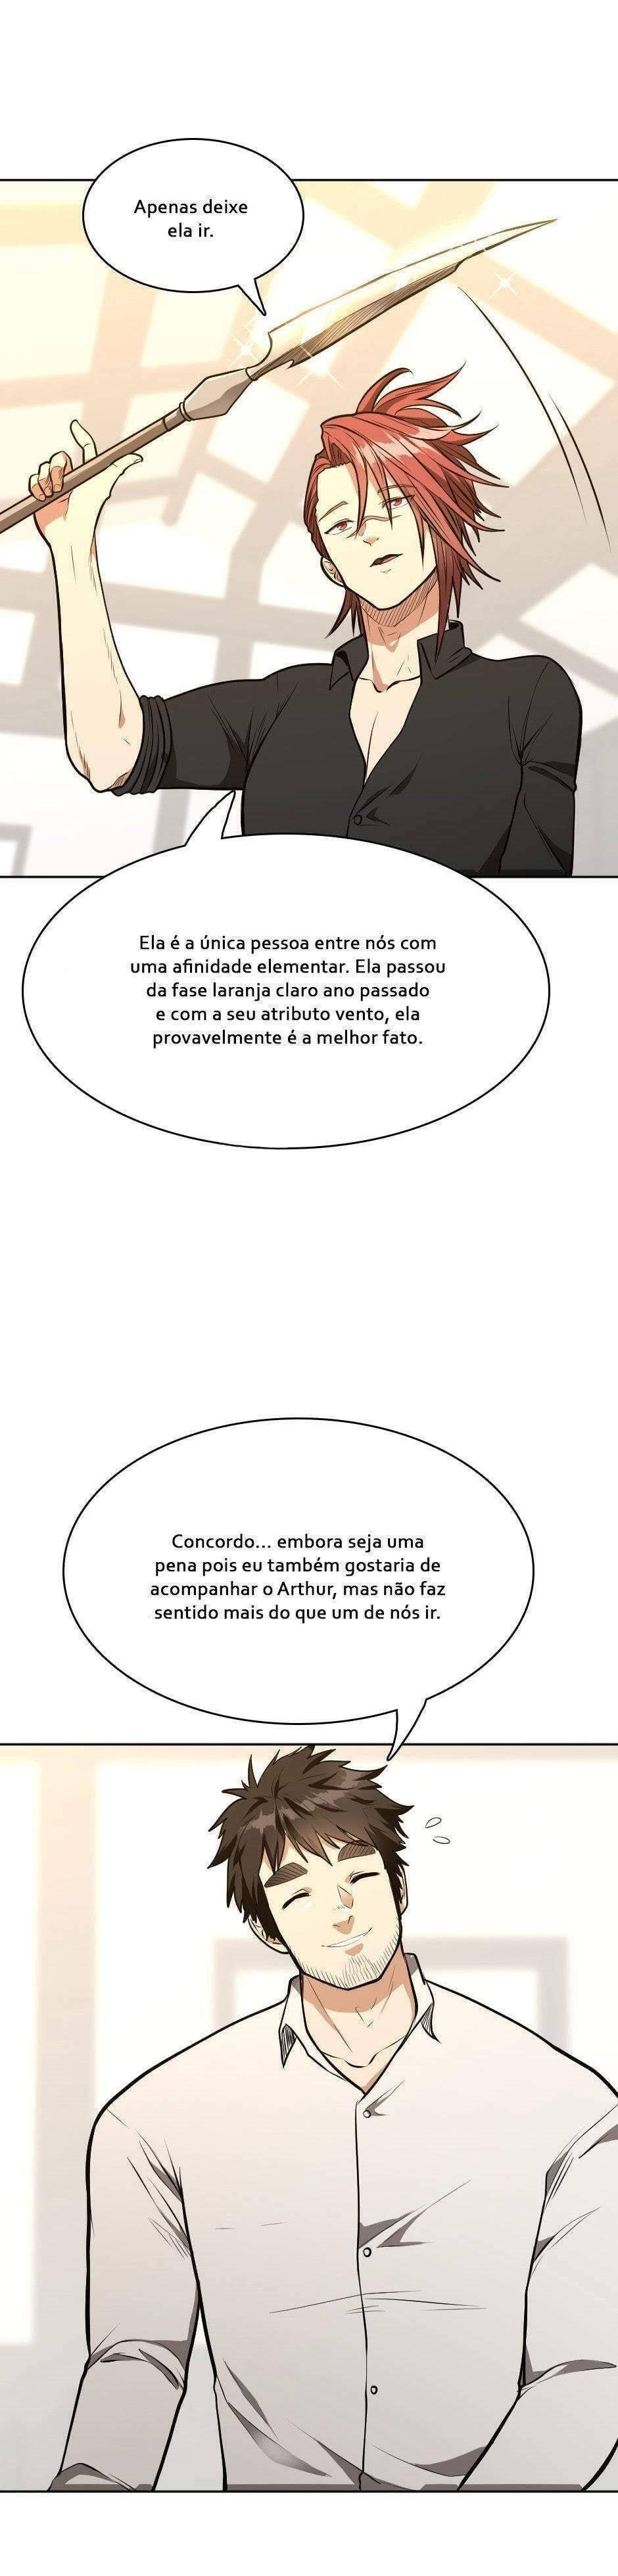 Apenas deixe
ela ir.
Ela é a única pessoa entre nós com
uma afinidade elementar. Ela passou
da fase laranja claro ano passado
e com a seu atributo vento, ela
provavelmente é a melhor fato.
Concordo... embora seja uma
pena pois eu também gostaria de
acompanhar o Arthur, mas não faz
sentido mais do que um de nós ir.